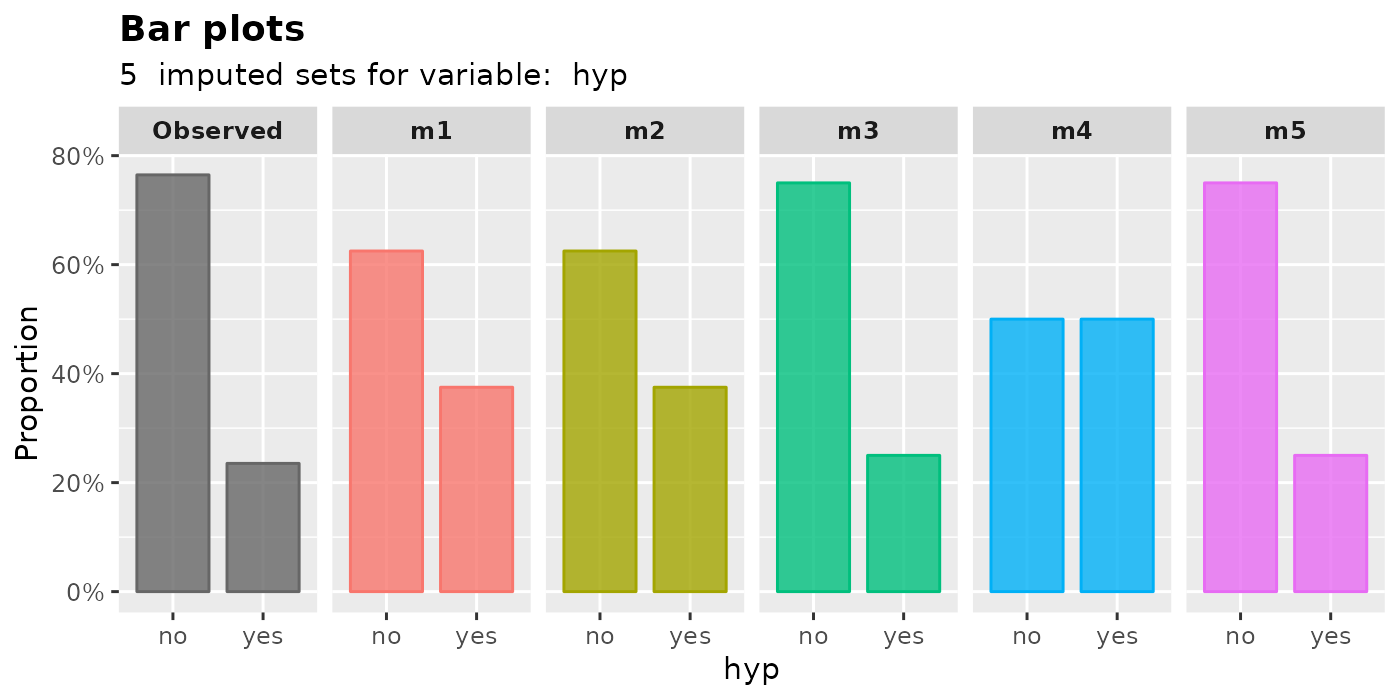 Bar plots
5  imputed sets for variable:  hyp
Observed m1 m2 m3 m4 m5
80%
60%
40%
20%
0%
Proportion
no yes no yes no yes no yes no yes no yes
hyp